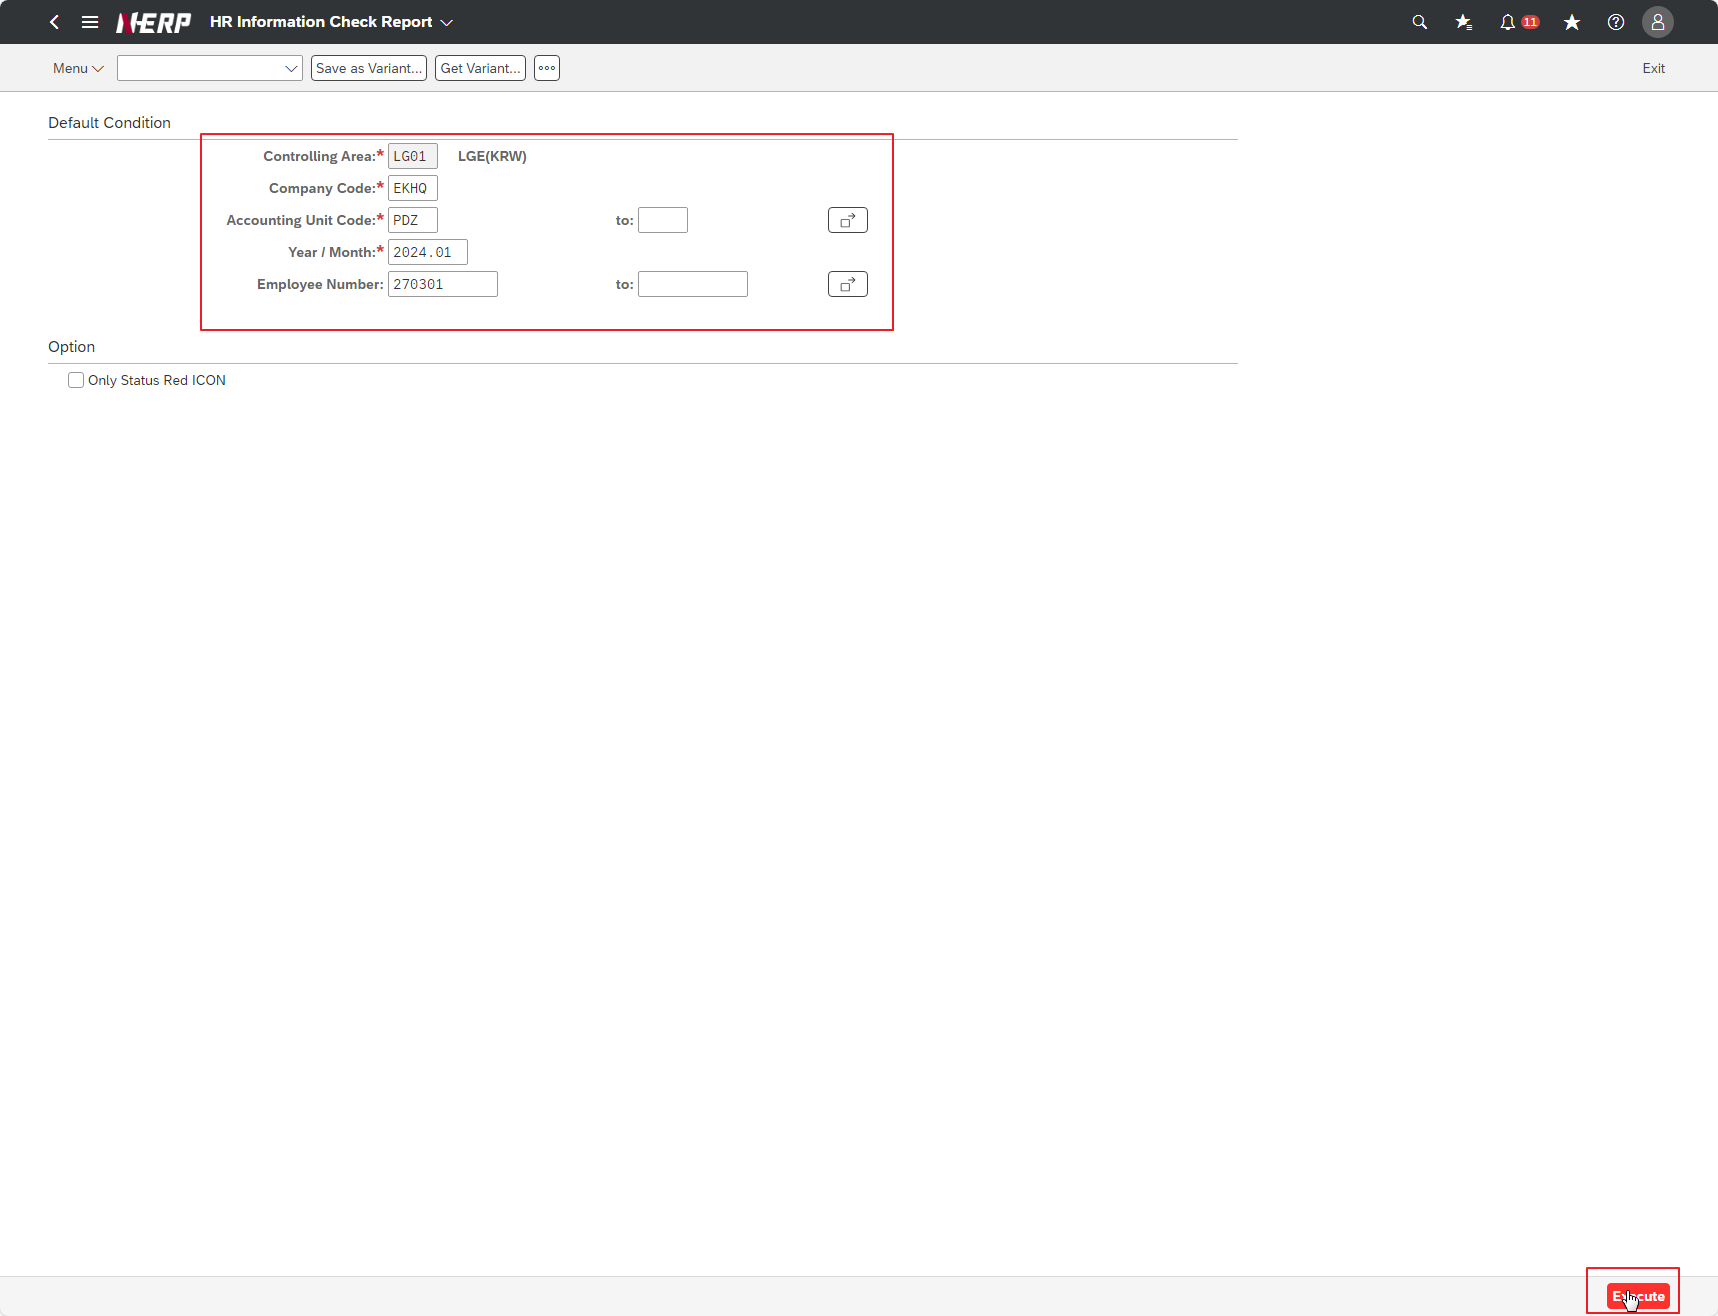 NERP HR Information Check Report 11
Menu Save as Variant... Get Variant... Exit
Default Condition
Controlling Area:* LG01 LGE(KRW)
Company Code:* EKHQ
Accounting Unit Code:* PDZ to:
Year / Month:* 2024.01
Employee Number: 270301 to:
Option
Only Status Red ICON
Execute